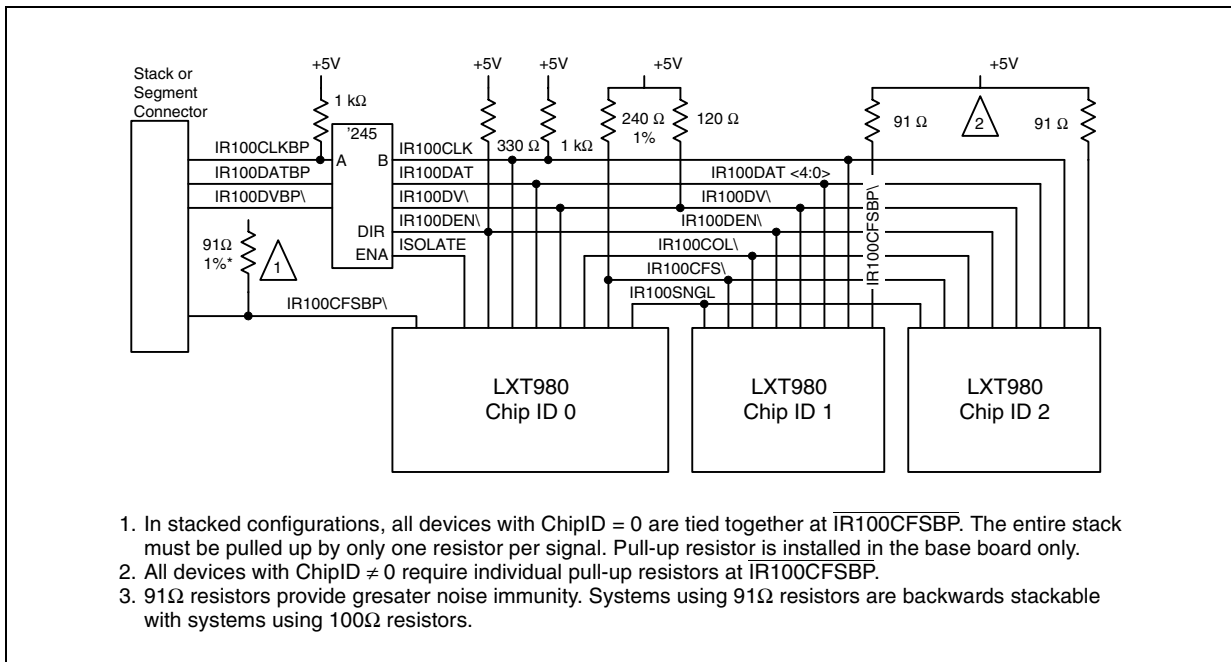 +5V
+5V
+5V
+5V
+5V
Stack or
Segment
Connector
1 kΩ
'245
330 Ω
1 kΩ
240 Ω
1%
120 Ω
91 Ω
2
91 Ω
IR100CLKBP
A
B
IR100CLK
IR100DATBP
IR100DAT
IR100DAT <4:0>
IR100DVBP\
IR100DV\
IR100DV\
DIR
IR100DEN\
IR100DEN\
ENA
ISOLATE
IR100COL\
IR100CFS\
IR100SNGL
IR100CFSBP\
91Ω
1%*
1
IR100CFSBP\
LXT980
Chip ID 0
LXT980
Chip ID 1
LXT980
Chip ID 2
1. In stacked configurations, all devices with ChipID = 0 are tied together at IR100CFSBP. The entire stack
must be pulled up by only one resistor per signal. Pull-up resistor is installed in the base board only.
2. All devices with ChipID ≠ 0 require individual pull-up resistors at IR100CFSBP.
3. 91Ω resistors provide gresater noise immunity. Systems using 91Ω resistors are backwards stackable
with systems using 100Ω resistors.